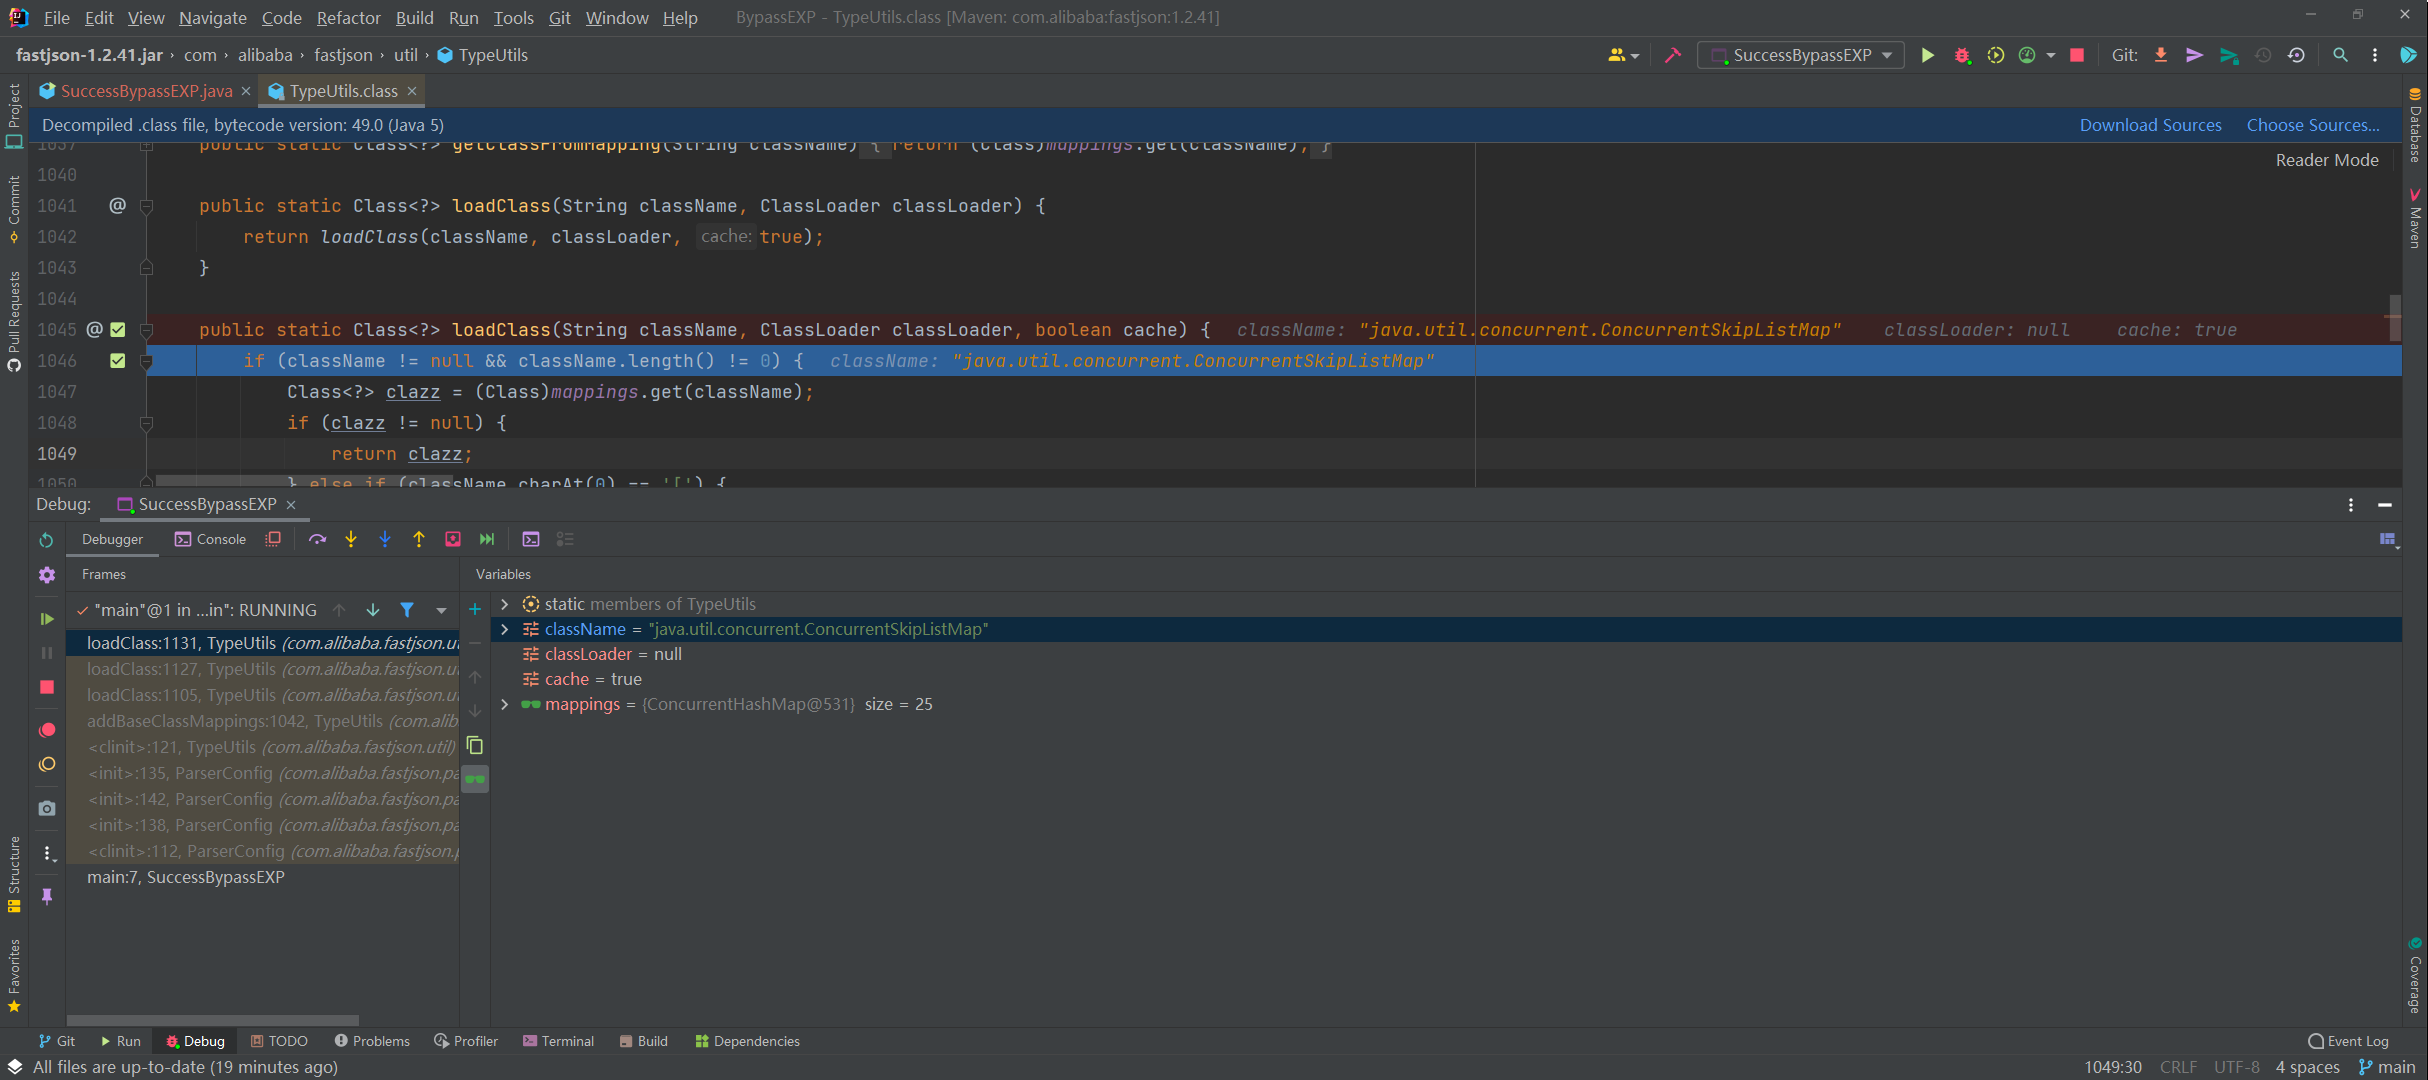 File Edit View Navigate Code Refactor Build Run Tools Git Window Help BypassEXP - TypeUtils.class [Maven: com.alibaba:fastjson:1.2.41]
fastjson-1.2.41.jar › com › alibaba › fastjson › util › TypeUtils SuccessBypassEXP Git:
SuccessBypassEXP.java × TypeUtils.class ×
Decompiled .class file, bytecode version: 49.0 (Java 5) Download Sources Choose Sources...
Reader Mode
1037 public static Class<?> getClassFromMapping(String className) { return (Class)mappings.get(className); }
1040
1041 @ public static Class<?> loadClass(String className, ClassLoader classLoader) {
1042 return loadClass(className, classLoader, cache: true);
1043 }
1044
1045 @ public static Class<?> loadClass(String className, ClassLoader classLoader, boolean cache) { className: "java.util.concurrent.ConcurrentSkipListMap" classLoader: null cache: true
1046 if (className != null && className.length() != 0) { className: "java.util.concurrent.ConcurrentSkipListMap"
1047 Class<?> clazz = (Class)mappings.get(className);
1048 if (clazz != null) {
1049 return clazz;
1050 } else if (className.charAt(0) == '[') {
Debug: SuccessBypassEXP ×
Debugger Console
Frames
Variables
"main"@1 in ...in": RUNNING
loadClass:1131, TypeUtils (com.alibaba.fastjson.ut
loadClass:1127, TypeUtils (com.alibaba.fastjson.ut
loadClass:1105, TypeUtils (com.alibaba.fastjson.ut
addBaseClassMappings:1042, TypeUtils (com.alib
<clinit>:121, TypeUtils (com.alibaba.fastjson.util)
<init>:135, ParserConfig (com.alibaba.fastjson.pa
<init>:142, ParserConfig (com.alibaba.fastjson.pa
<init>:138, ParserConfig (com.alibaba.fastjson.pa
<clinit>:112, ParserConfig (com.alibaba.fastjson.p
main:7, SuccessBypassEXP
static members of TypeUtils
className = "java.util.concurrent.ConcurrentSkipListMap"
classLoader = null
cache = true
mappings = {ConcurrentHashMap@531} size = 25
Project
Commit
Pull Requests
Structure
Favorites
Database
Maven
Coverage
Git Run Debug TODO Problems Profiler Terminal Build Dependencies Event Log
All files are up-to-date (19 minutes ago) 1049:30 CRLF UTF-8 4 spaces main